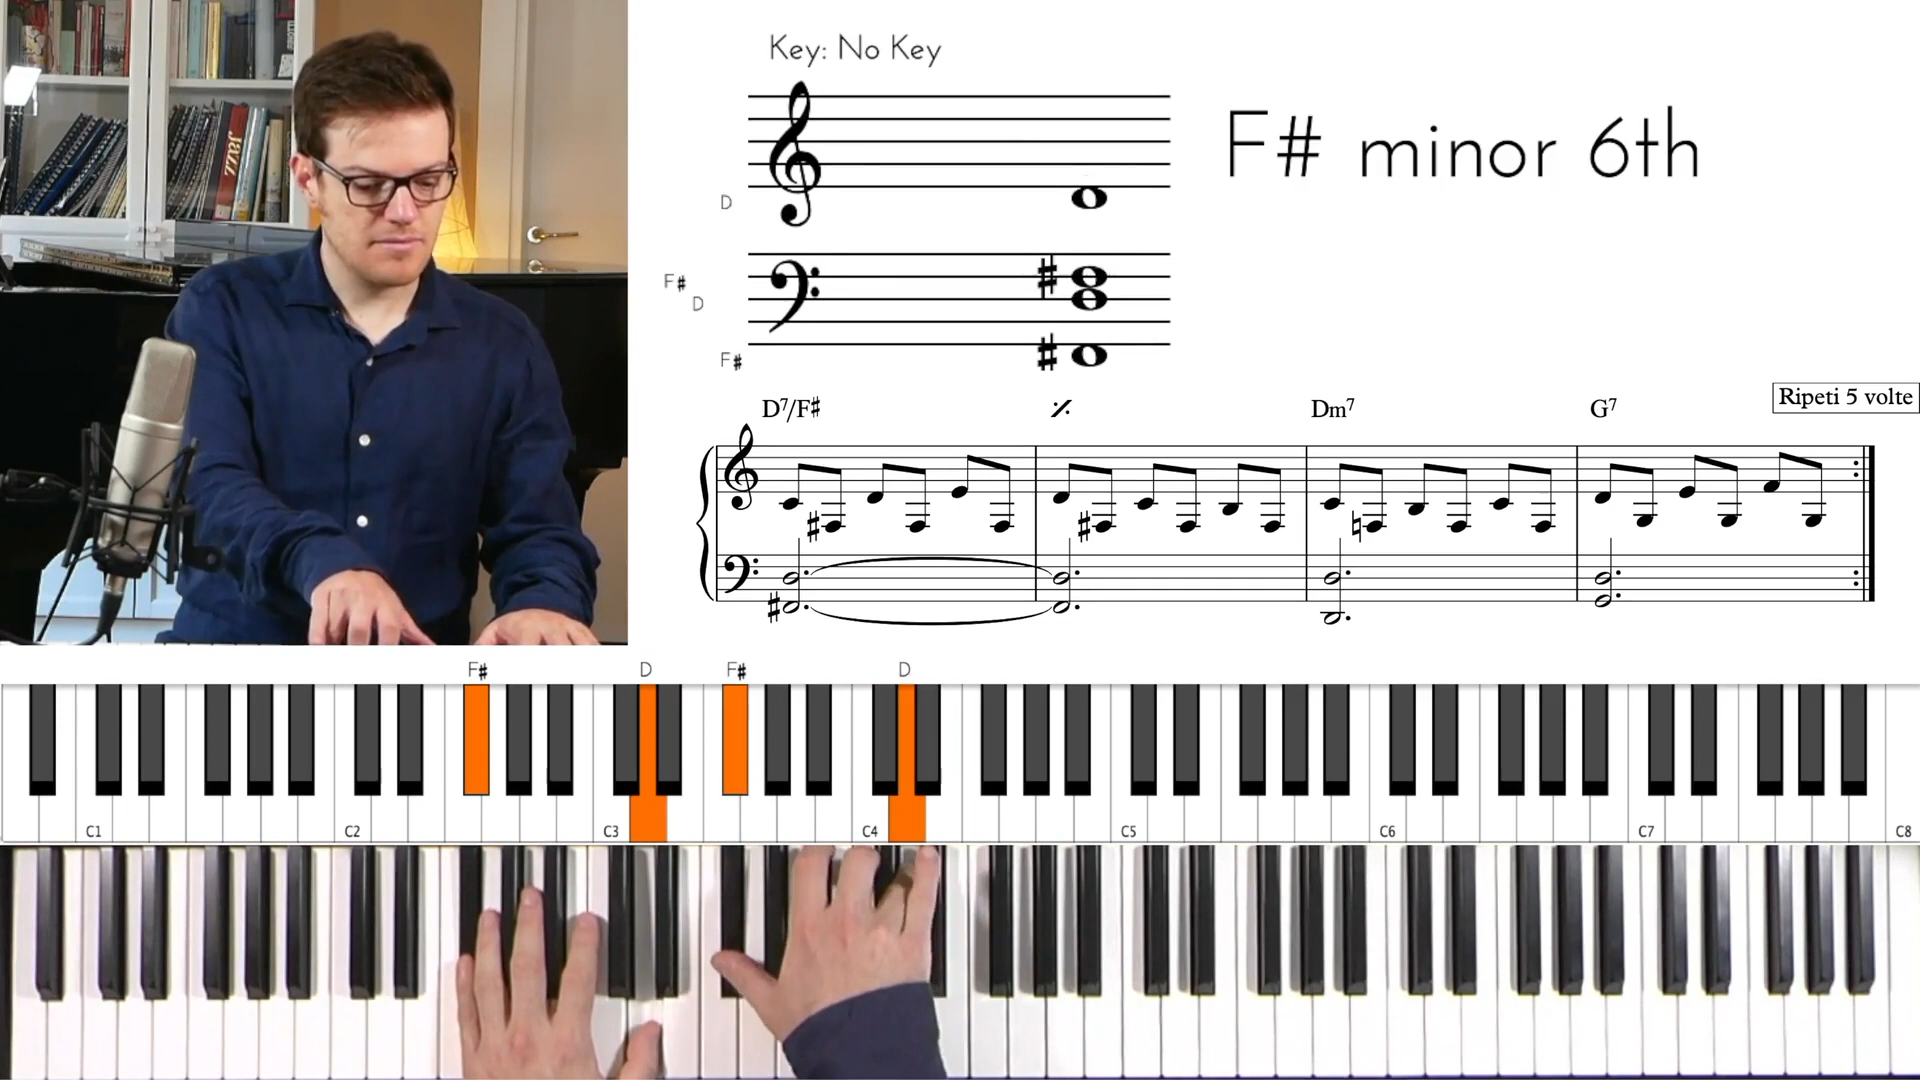 Key: No Key
F# minor 6th
D
F#
D
F#
Ripeti 5 volte
D7/F# Dm7 G7
F# D F# D
C1 C2 C3 C4 C5 C6 C7 C8
Jazz